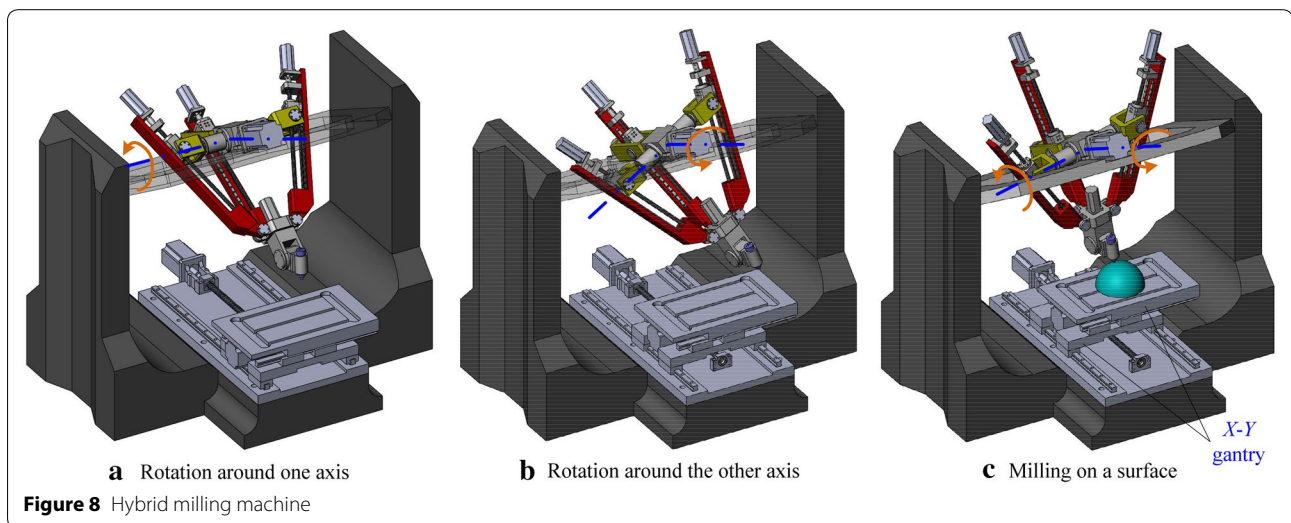 X-Y
gantry
a Rotation around one axis
b Rotation around the other axis
c Milling on a surface
Figure 8 Hybrid milling machine